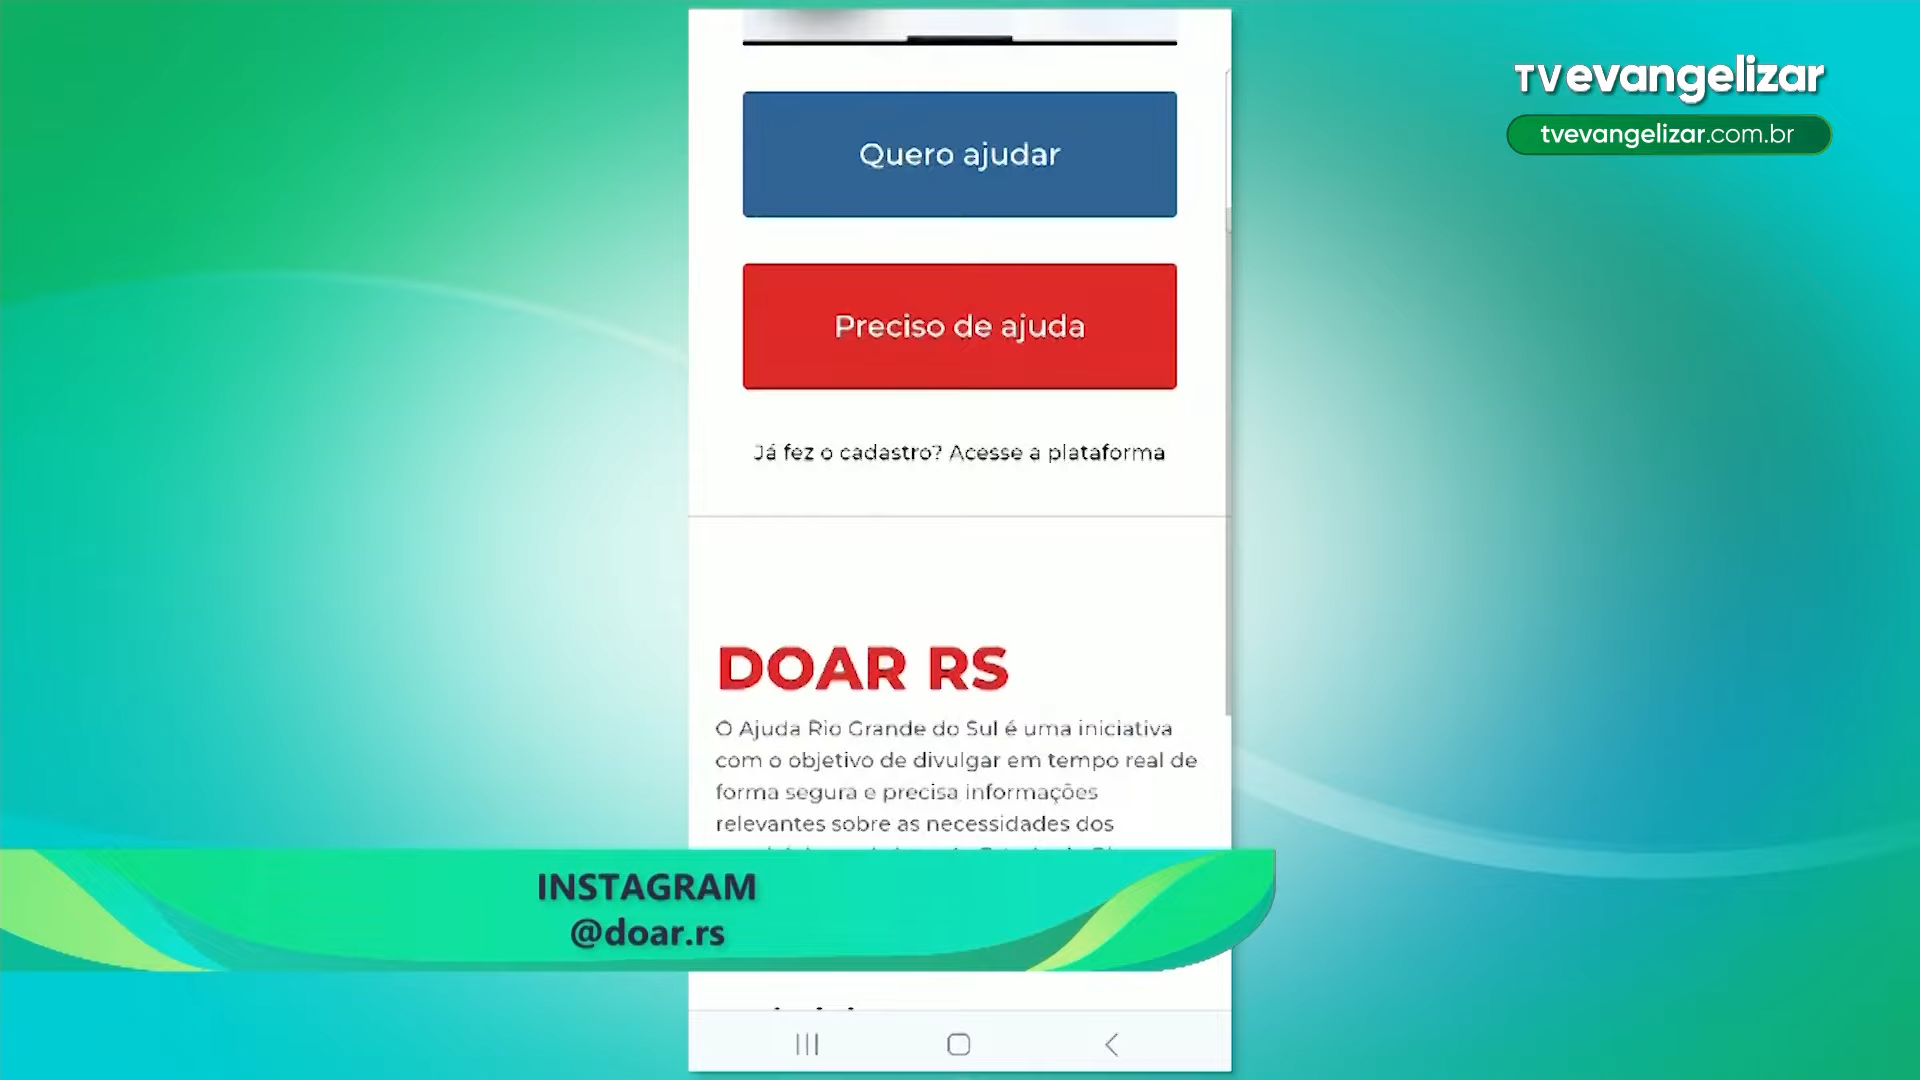 TV evangelizar
tvevangelizar.com.br
Quero ajudar
Preciso de ajuda
Já fez o cadastro? Acesse a plataforma
DOAR RS
O Ajuda Rio Grande do Sul é uma iniciativa
com o objetivo de divulgar em tempo real de
forma segura e precisa informações
relevantes sobre as necessidades dos
INSTAGRAM
@doar.rs